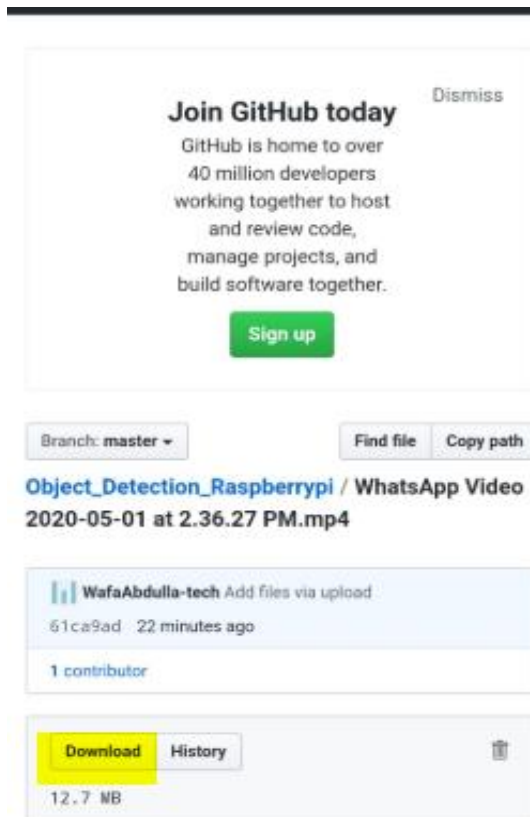 Dismiss
Join GitHub today
GitHub is home to over
40 million developers
working together to host
and review code,
manage projects, and
build software together.
Sign up
Branch: master
Find file Copy path
Object_Detection_Raspberrypi / WhatsApp Video
2020-05-01 at 2.36.27 PM.mp4
WafaAbdulla-tech Add files via upload
61ca9ad 22 minutes ago
1 contributor
Download History
12.7 MB